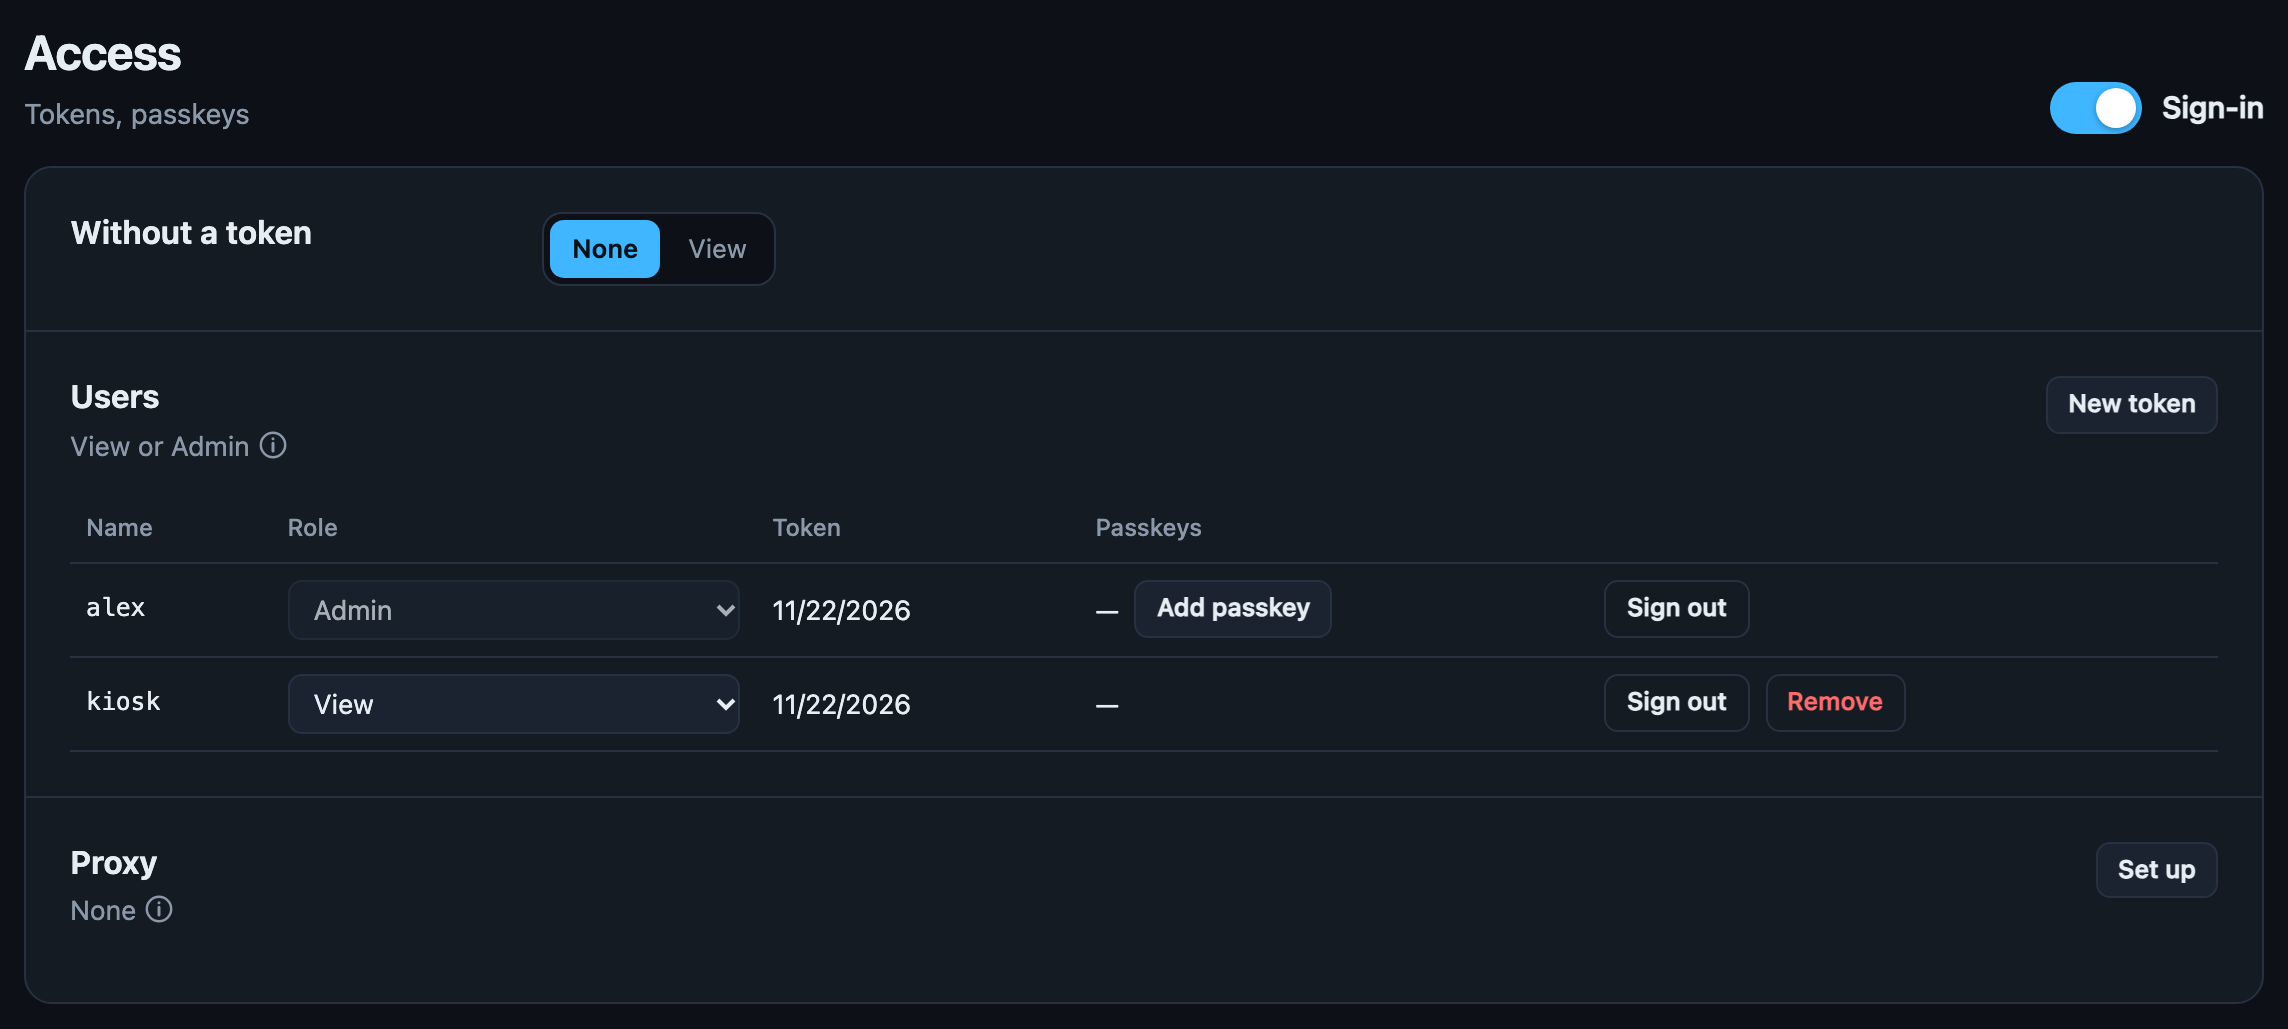 Access
Tokens, passkeys
Sign-in
Without a token
None View
Users
View or Admin
New token
Name Role Token Passkeys
alex Admin 11/22/2026 — Add passkey Sign out
kiosk View 11/22/2026 — Sign out Remove
Proxy
None
Set up